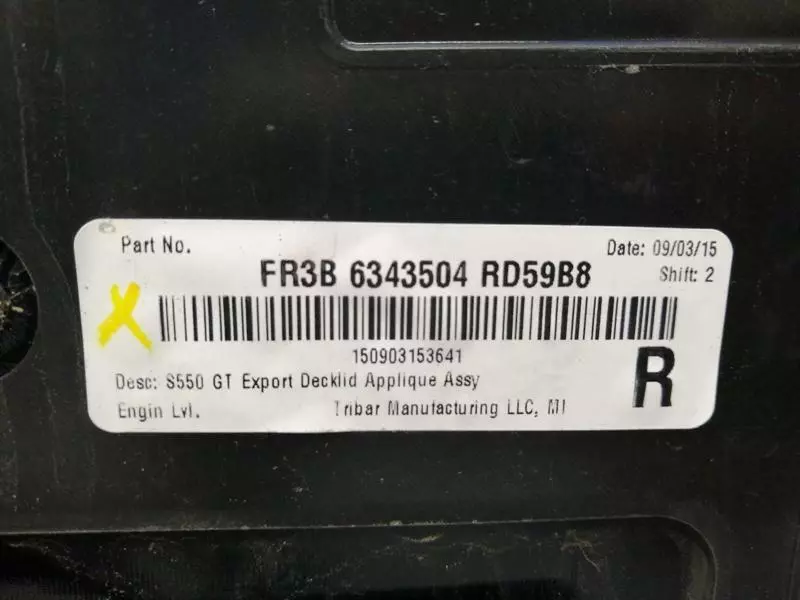 Part No.
Date: 09/03/15
FR3B 6343504 RD59B8
Shift: 2
X
150903153641
R
Desc: S550 GT Export Decklid Applique Assy
Engin Lvl.
Tribar Manufacturing LLC, MI